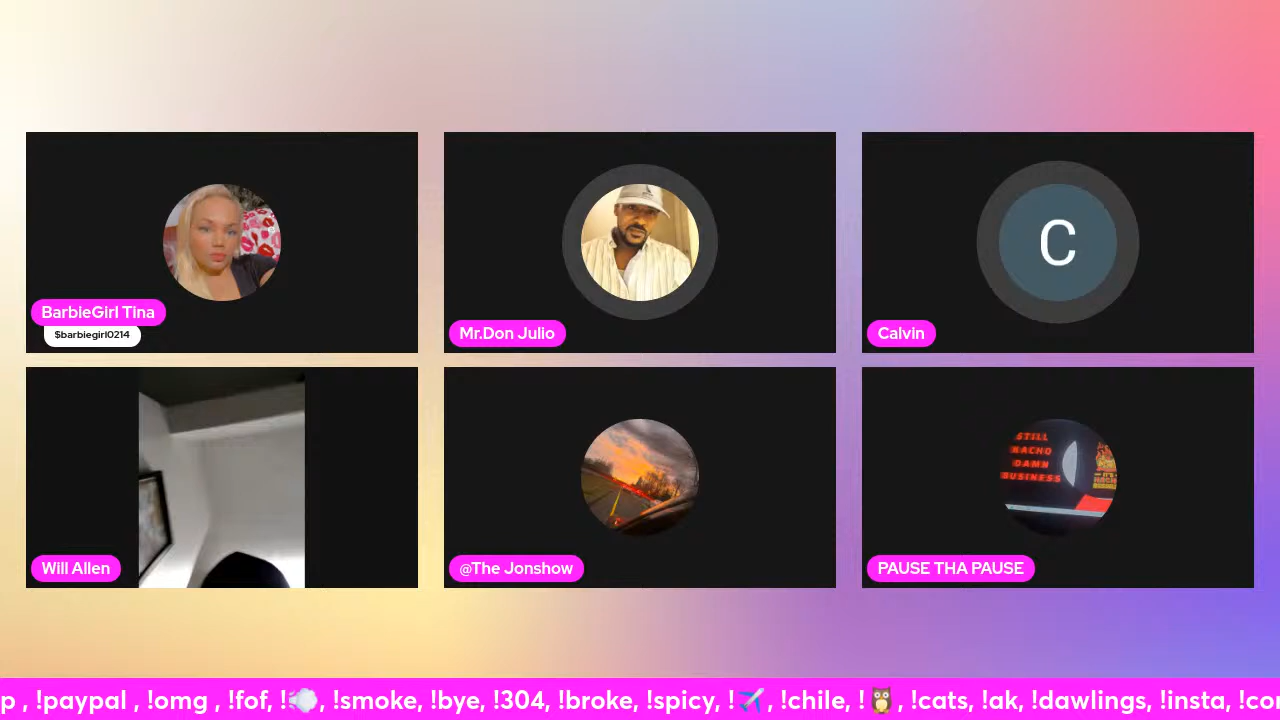 BarbieGirl Tina
$barbiegirl0214
Mr.Don Julio
C
Calvin
Will Allen
@The Jonshow
STILL
NACHO
DAMN
BUSINESS
PAUSE THA PAUSE
p , !paypal , !omg , !fof, !💨, !smoke, !bye, !304, !broke, !spicy, !✈️, !chile, !🦉, !cats, !ak, !dawlings, !insta, !co